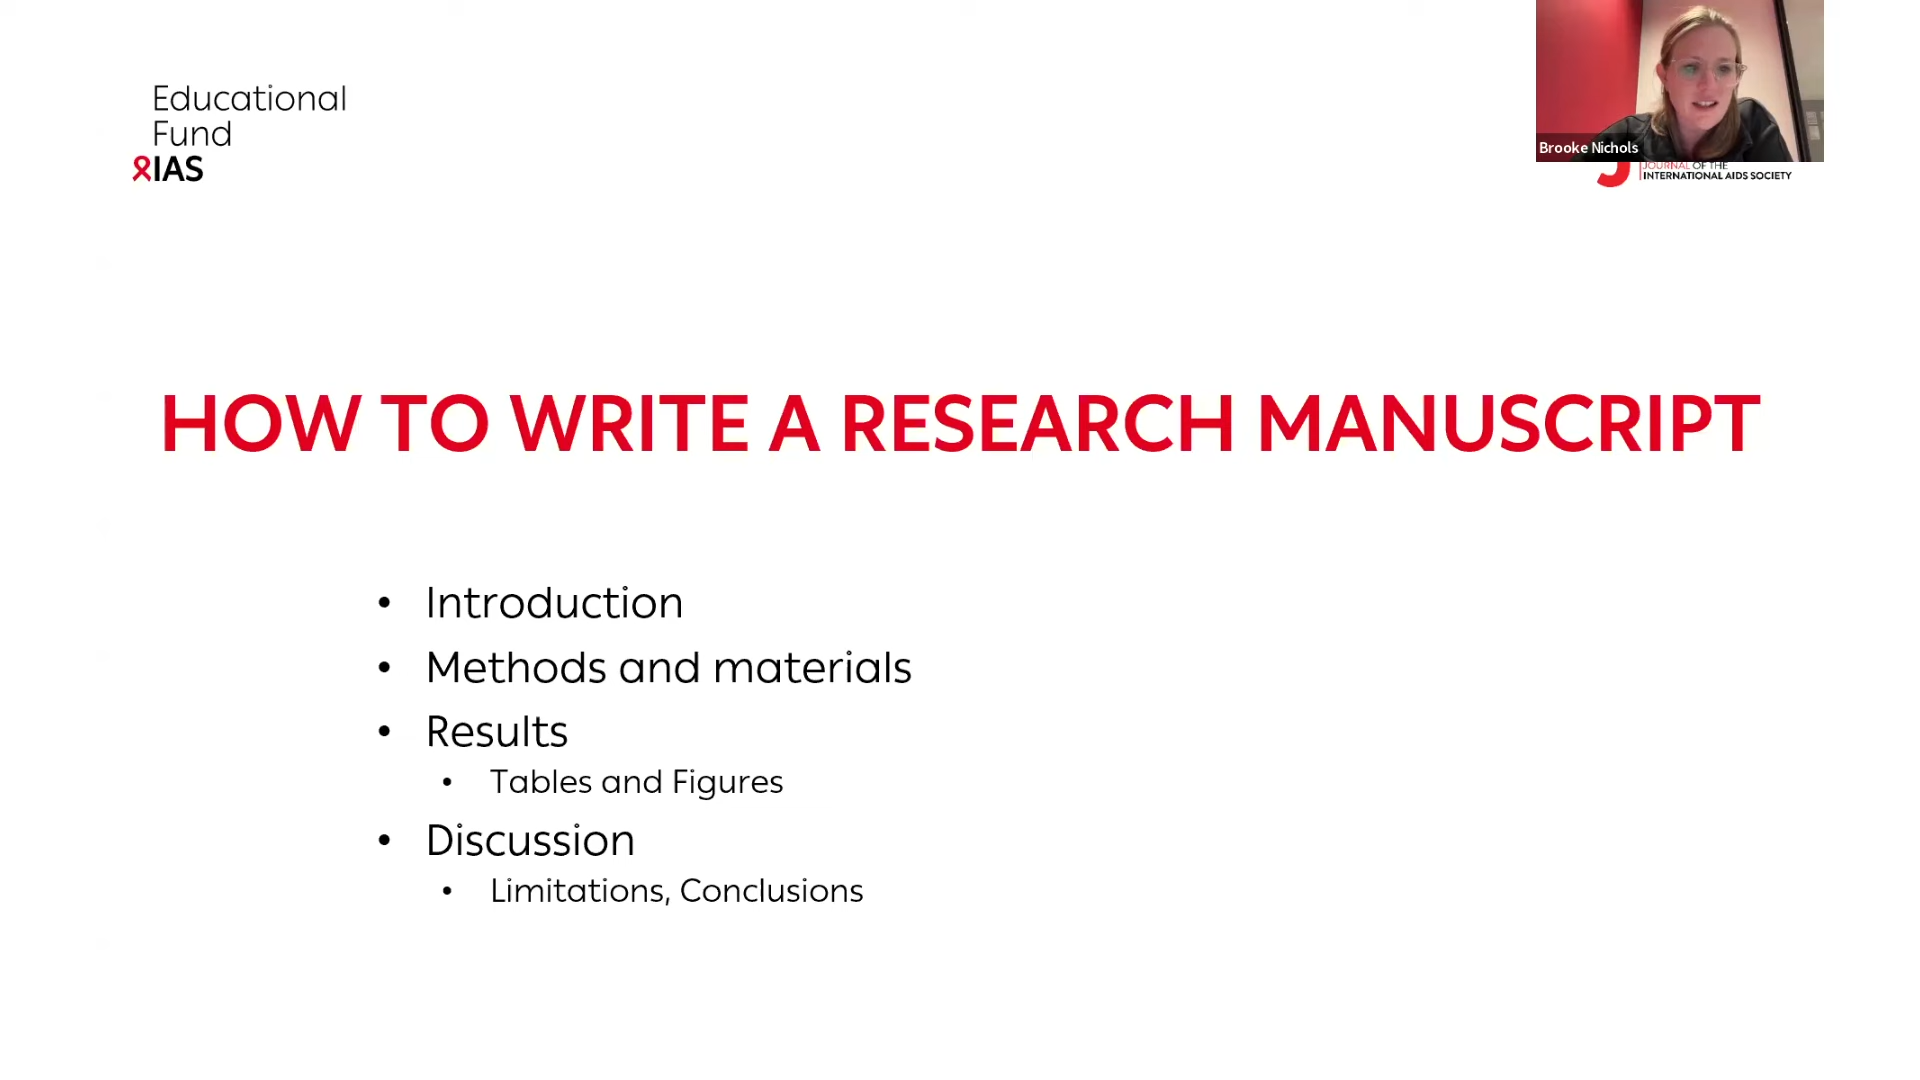 Educational
Fund
IAS
Brooke Nichols
JOURNAL OF THE
INTERNATIONAL AIDS SOCIETY
HOW TO WRITE A RESEARCH MANUSCRIPT
• Introduction
• Methods and materials
• Results
• Tables and Figures
• Discussion
• Limitations, Conclusions